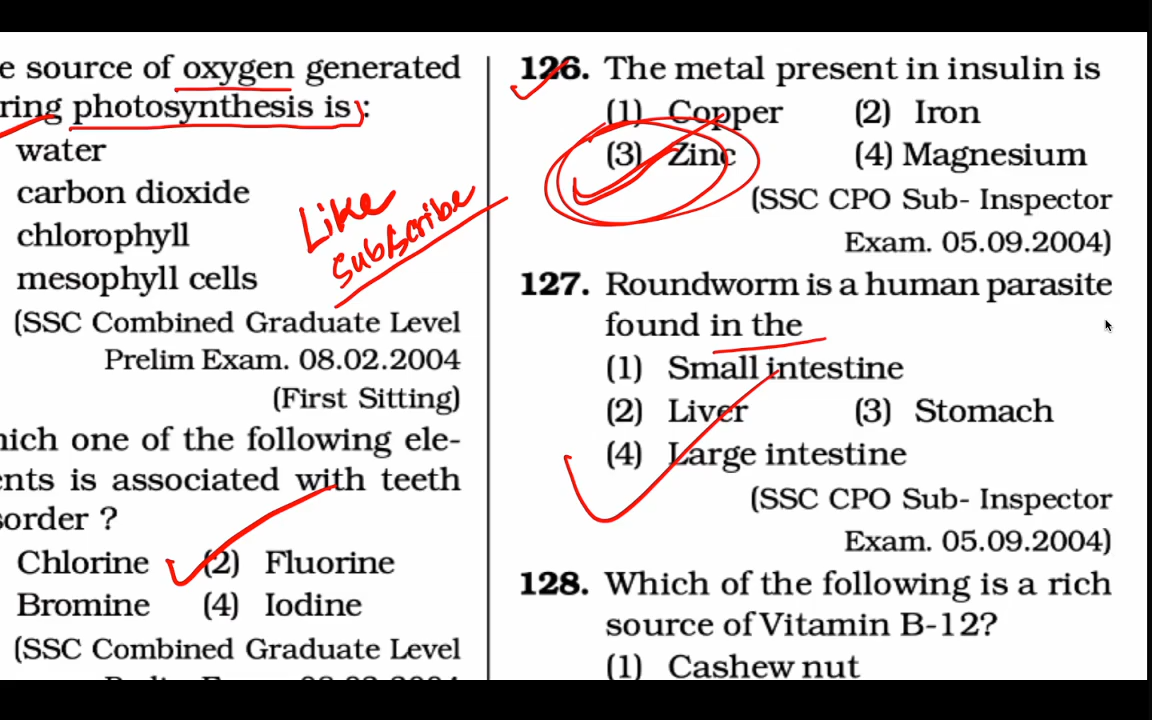 e source of oxygen generated
ring photosynthesis is :
water
carbon dioxide
chlorophyll
mesophyll cells
(SSC Combined Graduate Level
Prelim Exam. 08.02.2004
(First Sitting)
hich one of the following ele-
ents is associated with teeth
sorder ?
Chlorine (2) Fluorine
Bromine (4) Iodine
(SSC Combined Graduate Level
Like
Subscribe
126. The metal present in insulin is
(1) Copper (2) Iron
(3) Zinc (4) Magnesium
(SSC CPO Sub- Inspector
Exam. 05.09.2004)
127. Roundworm is a human parasite
found in the
(1) Small intestine
(2) Liver (3) Stomach
(4) Large intestine
(SSC CPO Sub- Inspector
Exam. 05.09.2004)
128. Which of the following is a rich
source of Vitamin B-12?
(1) Cashew nut